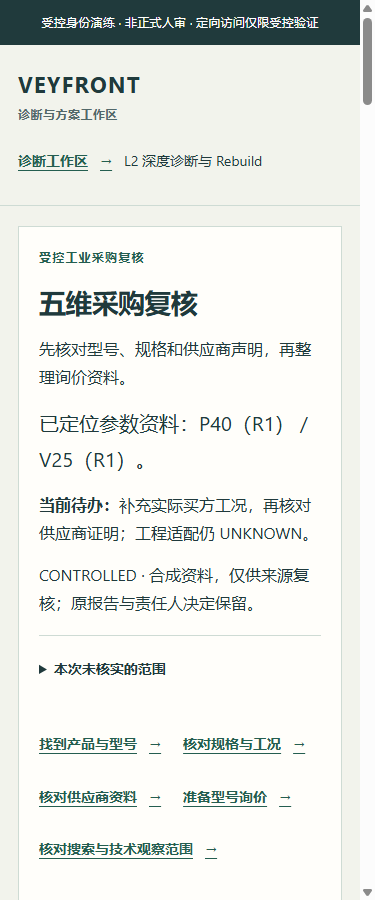 受控身份演练 · 非正式人审 · 定向访问仅限受控验证
VEYFRONT
诊断与方案工作区
诊断工作区 → L2 深度诊断与 Rebuild
受控工业采购复核
五维采购复核
先核对型号、规格和供应商声明，再整
理询价资料。
已定位参数资料：P40（R1） /
V25（R1）。
当前待办：补充实际买方工况，再核对
供应商证明；工程适配仍 UNKNOWN。
CONTROLLED · 合成资料，仅供来源复
核；原报告与责任人决定保留。
▶ 本次未核实的范围
找到产品与型号 → 核对规格与工况 →
核对供应商资料 → 准备型号询价 →
核对搜索与技术观察范围 →